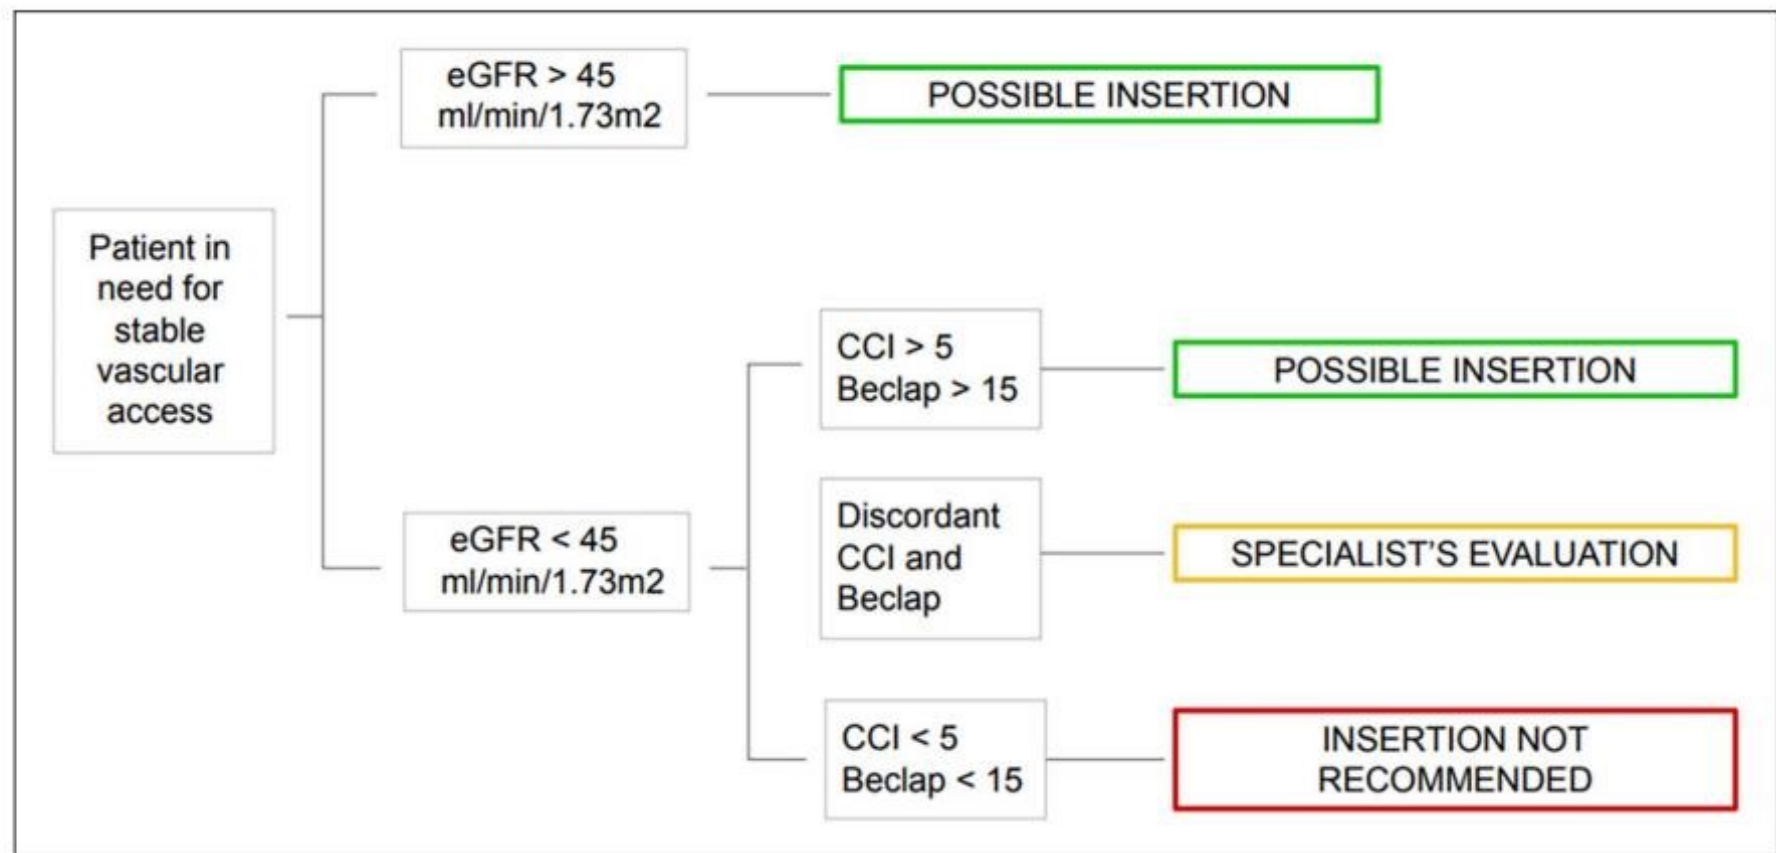 eGFR > 45
ml/min/1.73m2
POSSIBLE INSERTION
Patient in
need for
stable
vascular
access
eGFR < 45
ml/min/1.73m2
CCI > 5
Beclap > 15
POSSIBLE INSERTION
Discordant
CCI and
Beclap
SPECIALIST'S EVALUATION
CCI < 5
Beclap < 15
INSERTION NOT
RECOMMENDED